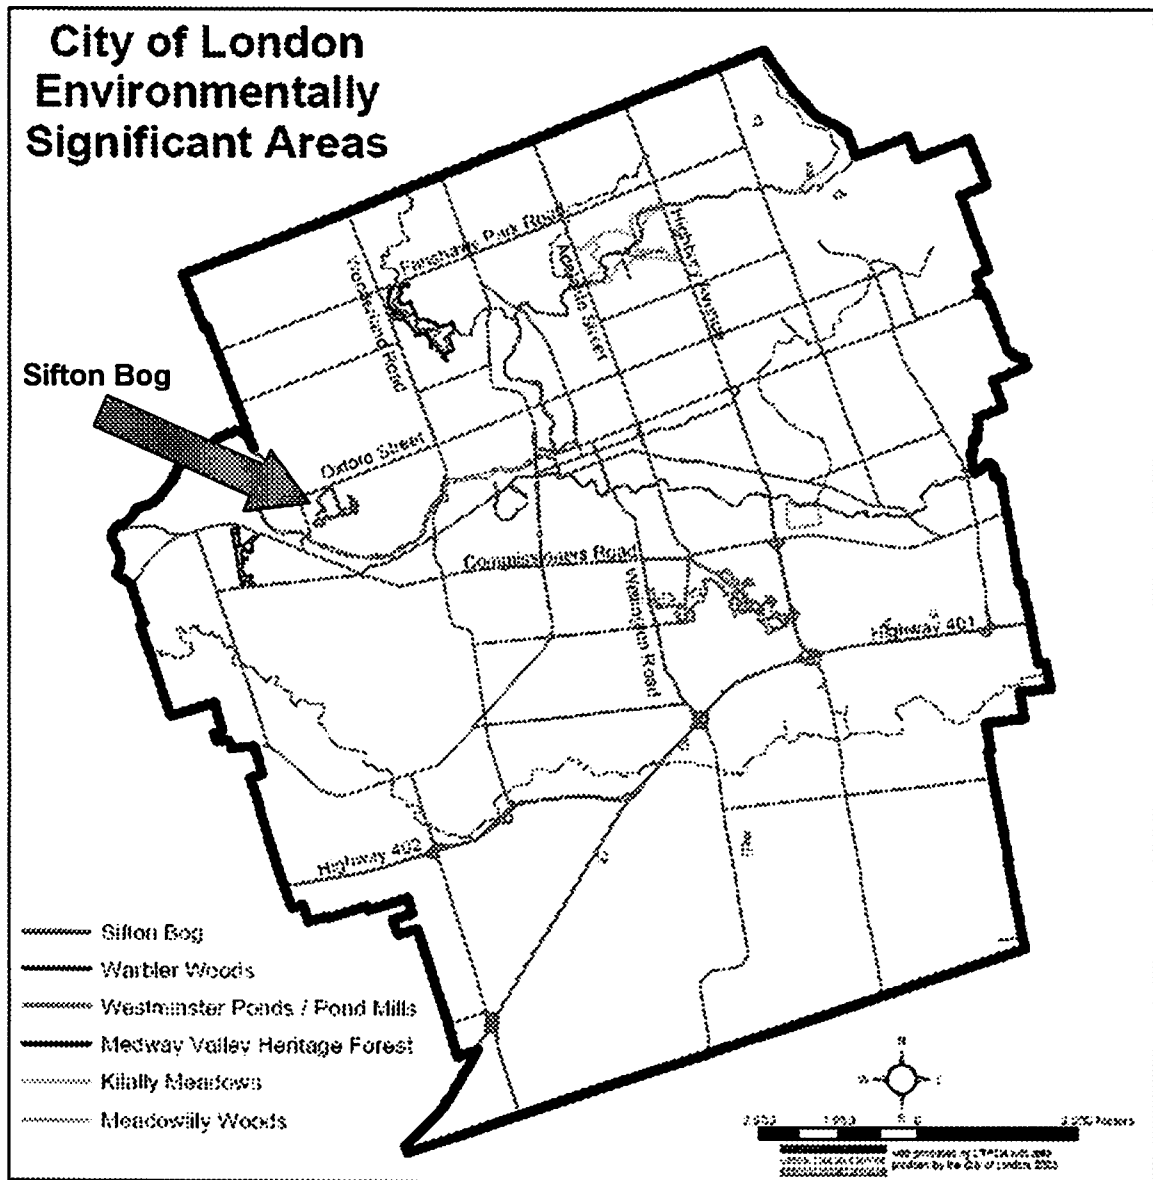 City of London
Environmentally
Significant Areas
Fanshawe Park Road
Highbury Avenue
Adelaide Street
Wonderland Road
Sifton Bog
Oxford Street
Commissioners Road
Wellington Road
Highway 401
Highway 402
Sifton Bog
Warbler Woods
Westminster Ponds / Pond Mills
Medway Valley Heritage Forest
Kilally Meadows
Meadowlily Woods
N
S
0
Meters